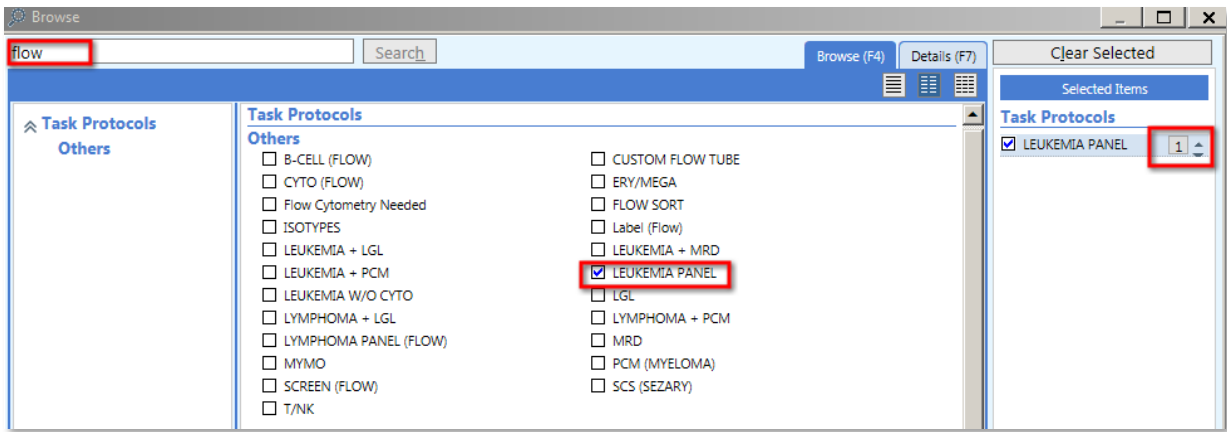 Browse
flow
Search
Browse (F4)
Details (F7)
Clear Selected
Selected Items
Task Protocols
Others
Task Protocols
Others
B-CELL (FLOW)
CUSTOM FLOW TUBE
CYTO (FLOW)
ERY/MEGA
Flow Cytometry Needed
FLOW SORT
ISOTYPES
Label (Flow)
LEUKEMIA + LGL
LEUKEMIA + MRD
LEUKEMIA + PCM
LEUKEMIA PANEL
LEUKEMIA W/O CYTO
LGL
LYMPHOMA + LGL
LYMPHOMA + PCM
LYMPHOMA PANEL (FLOW)
MRD
MYMO
PCM (MYELOMA)
SCREEN (FLOW)
SCS (SEZARY)
T/NK
Task Protocols
LEUKEMIA PANEL 1